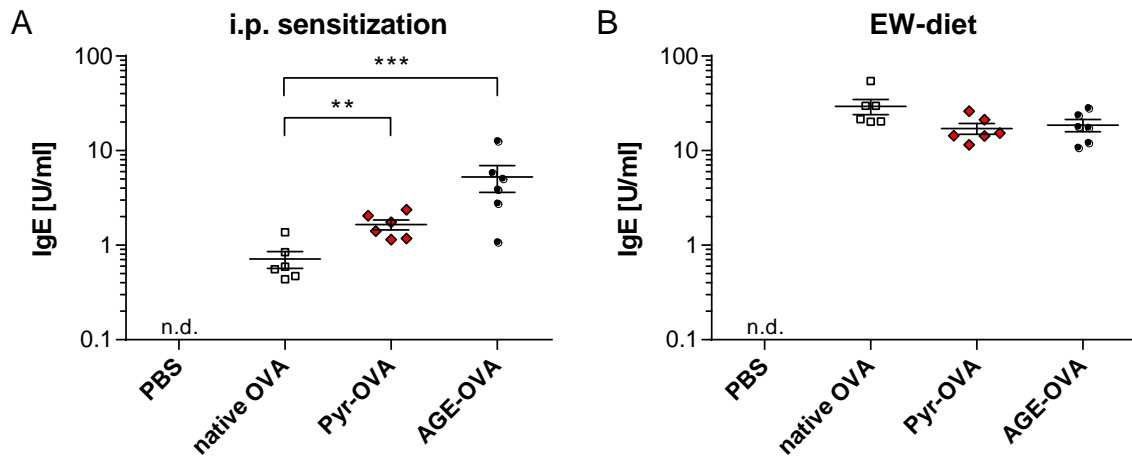 A
i.p. sensitization
***
**
100
10
1
0.1
IgE [U/ml]
n.d.
PBS
native OVA
Pyr-OVA
AGE-OVA
B
EW-diet
100
10
1
0.1
IgE [U/ml]
n.d.
PBS
native OVA
Pyr-OVA
AGE-OVA